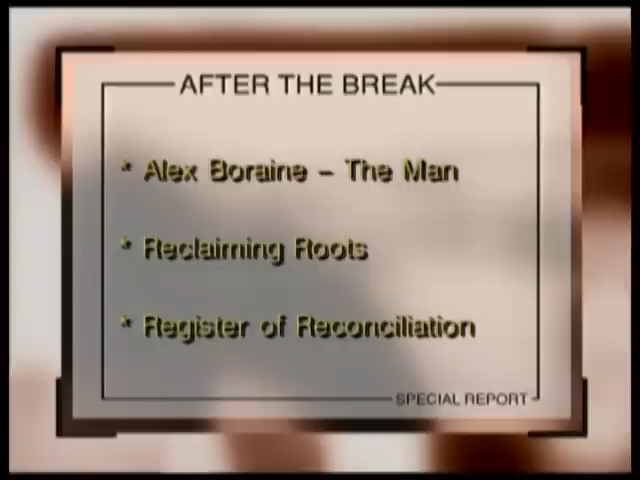 AFTER THE BREAK
* Alex Boraine – The Man
* Reclaiming Roots
* Register of Reconciliation
SPECIAL REPORT